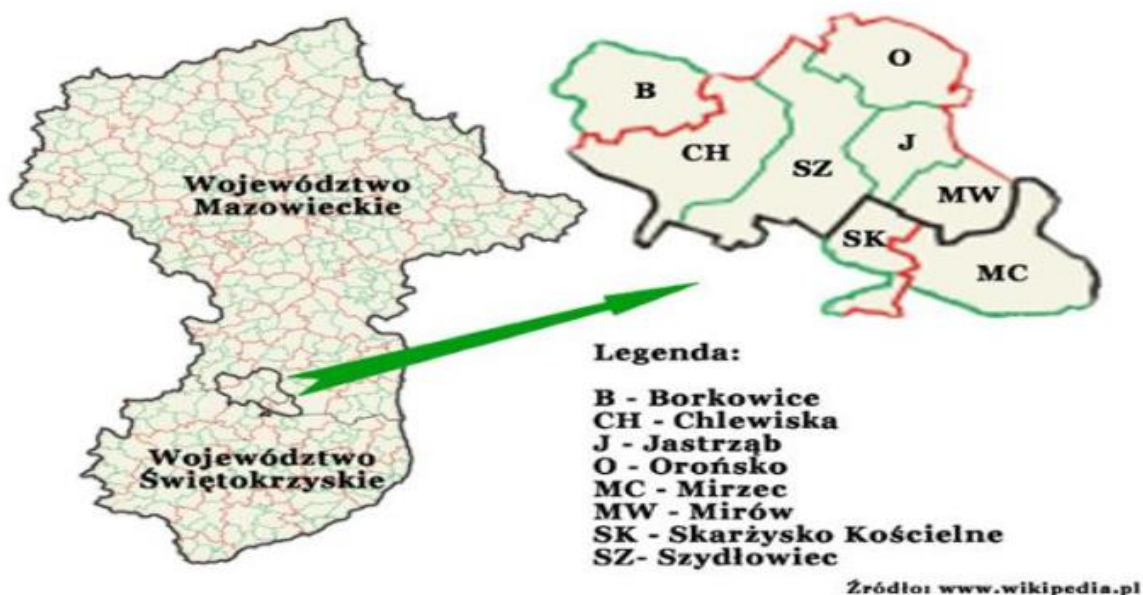 Województwo
Mazowieckie
Województwo
Świętokrzyskie
B
O
CH
J
SZ
MW
SK
MC
Legenda:
B - Borkowice
CH - Chlewiska
J - Jastrząb
O - Orońsko
MC - Mirzec
MW - Mirów
SK - Skarżysko Kościelne
SZ- Szydłowiec
Źródło: www.wikipedia.pl